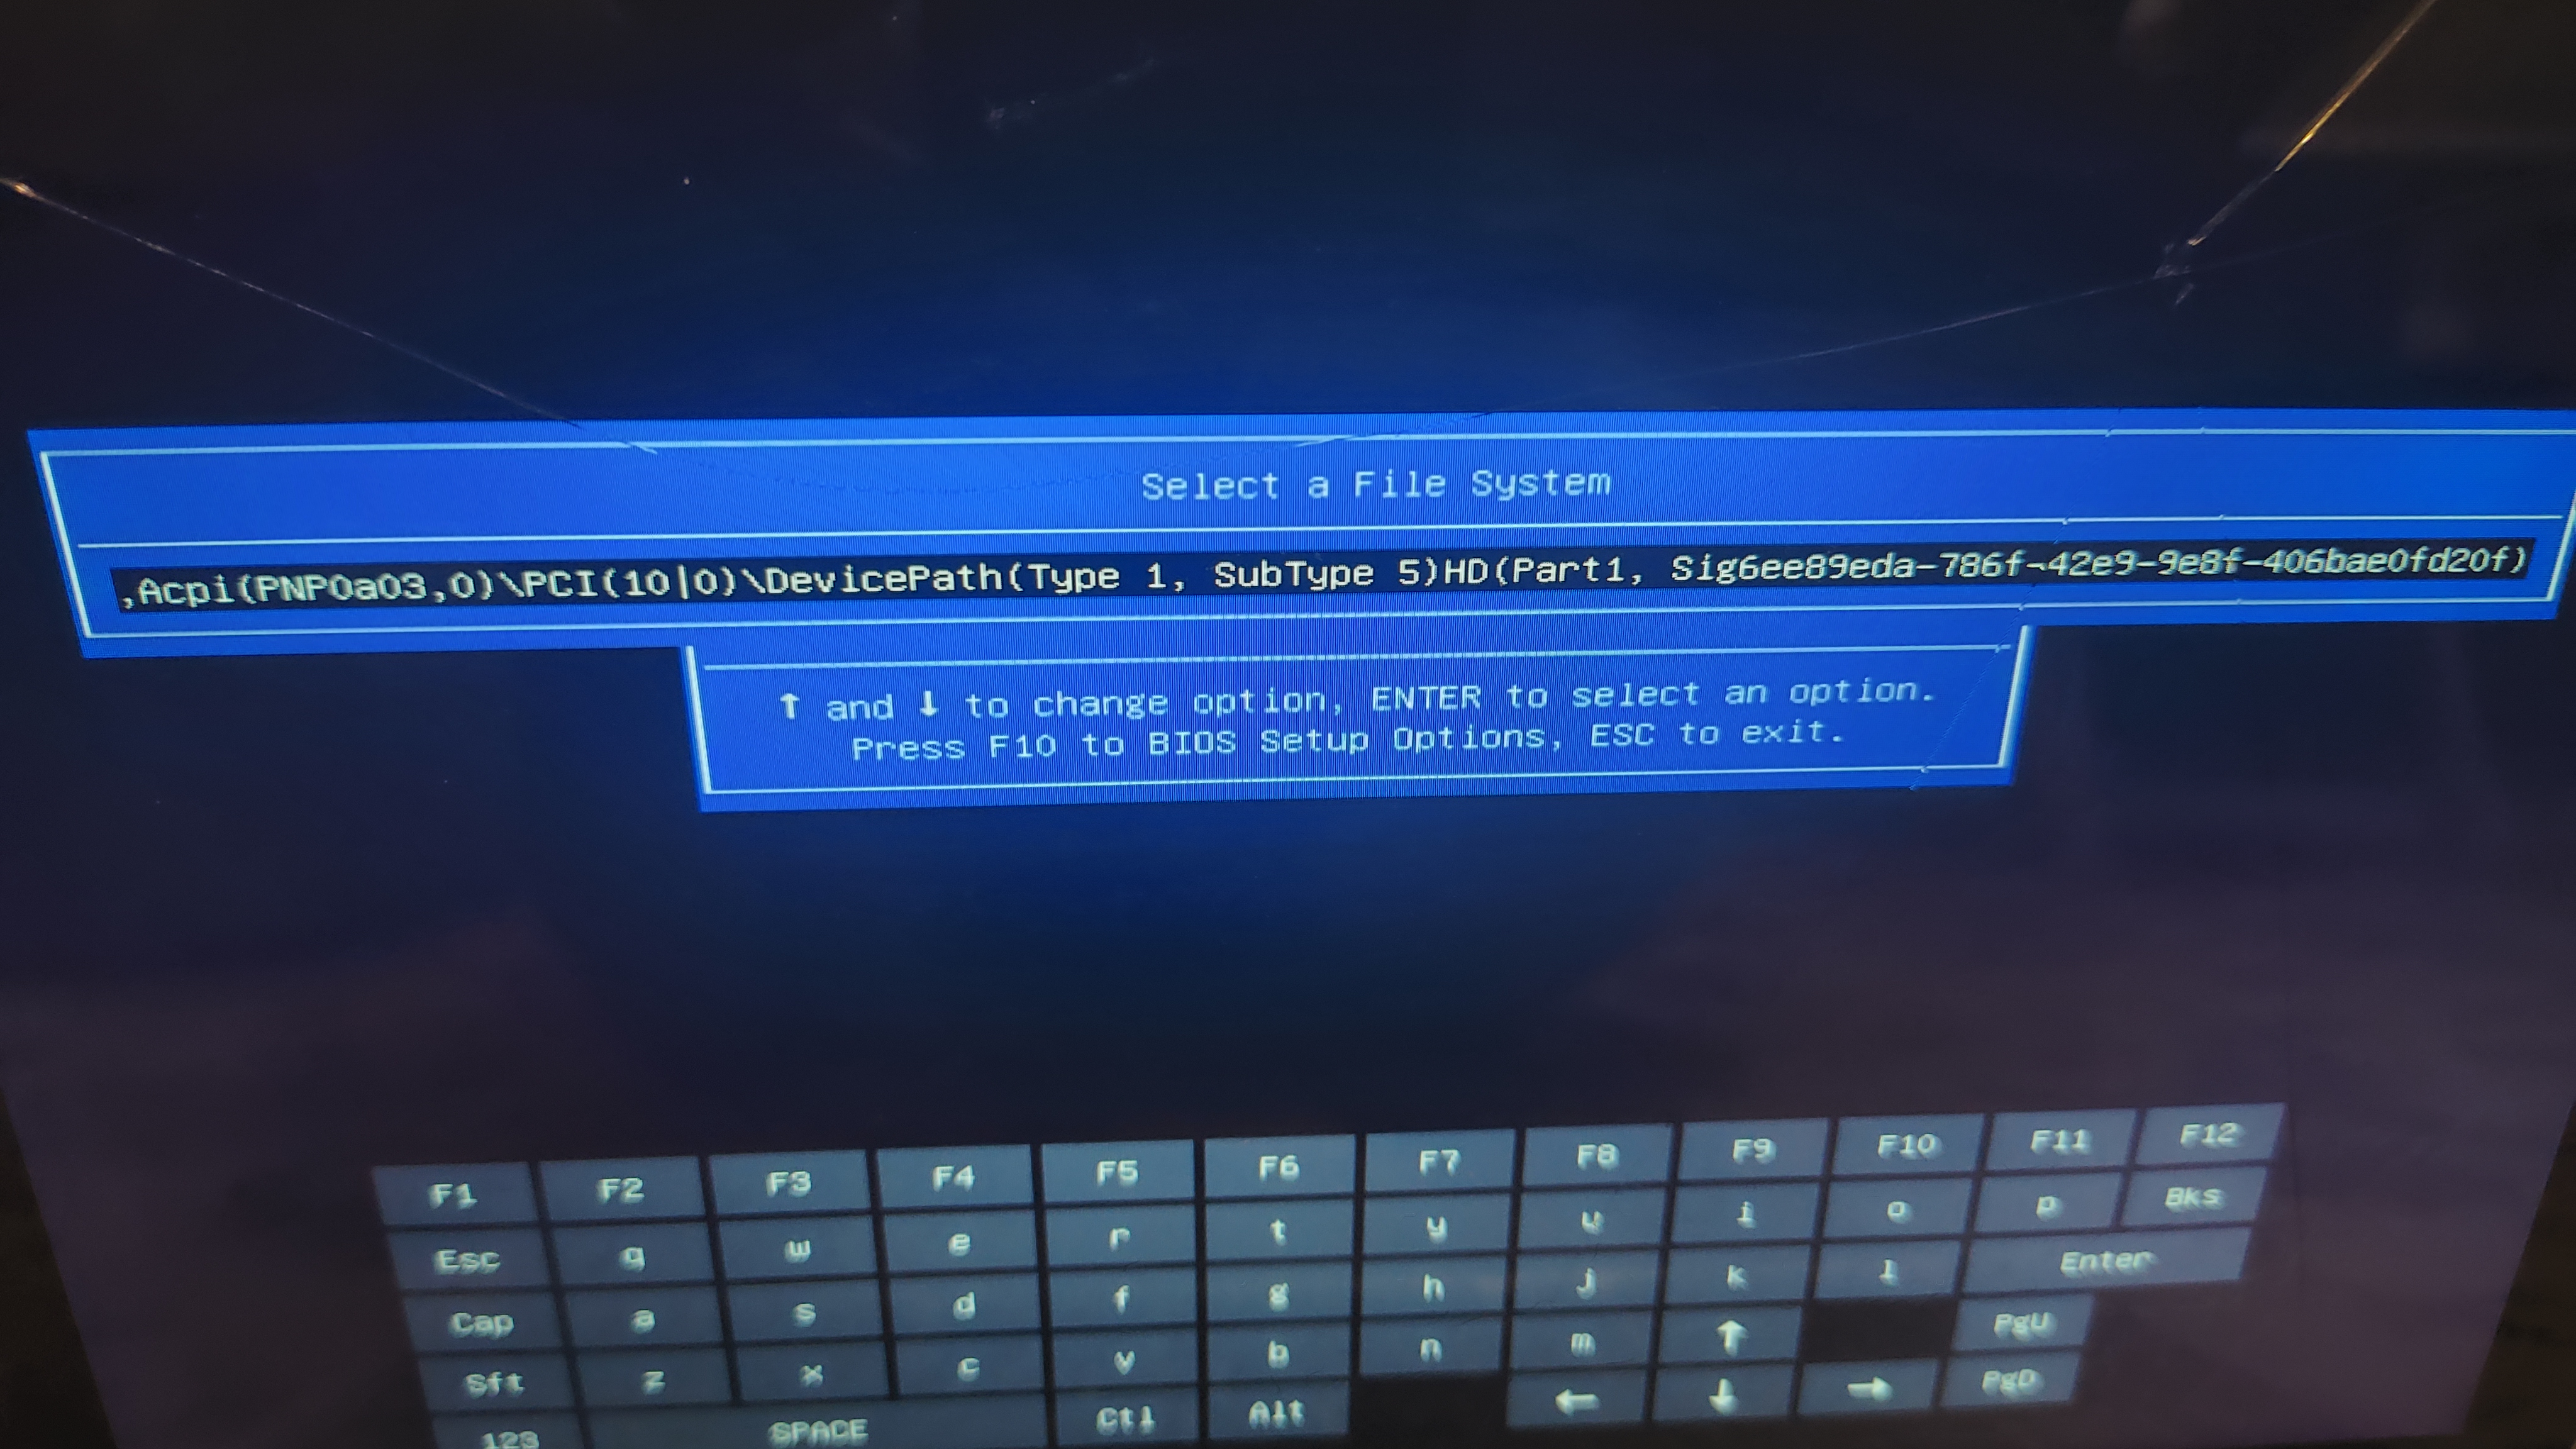 Select a File System
,Acpi(PNP0a03,0)\PCI(10|0)\DevicePath(Type 1, SubType 5)HD(Part1, Sig6ee89eda-786f-42e9-9e8f-406bae0fd20f)
↑ and ↓ to change option, ENTER to select an option.
Press F10 to BIOS Setup Options, ESC to exit.
F1 F2 F3 F4 F5 F6 F7 F8 F9 F10 F11 F12
Esc q w e r t y u i o p Bks
Cap a s d f g h j k l Enter
Sft z x c v b n m ↑ PgU
123 SPACE Ctl Alt ← ↓ → PgD